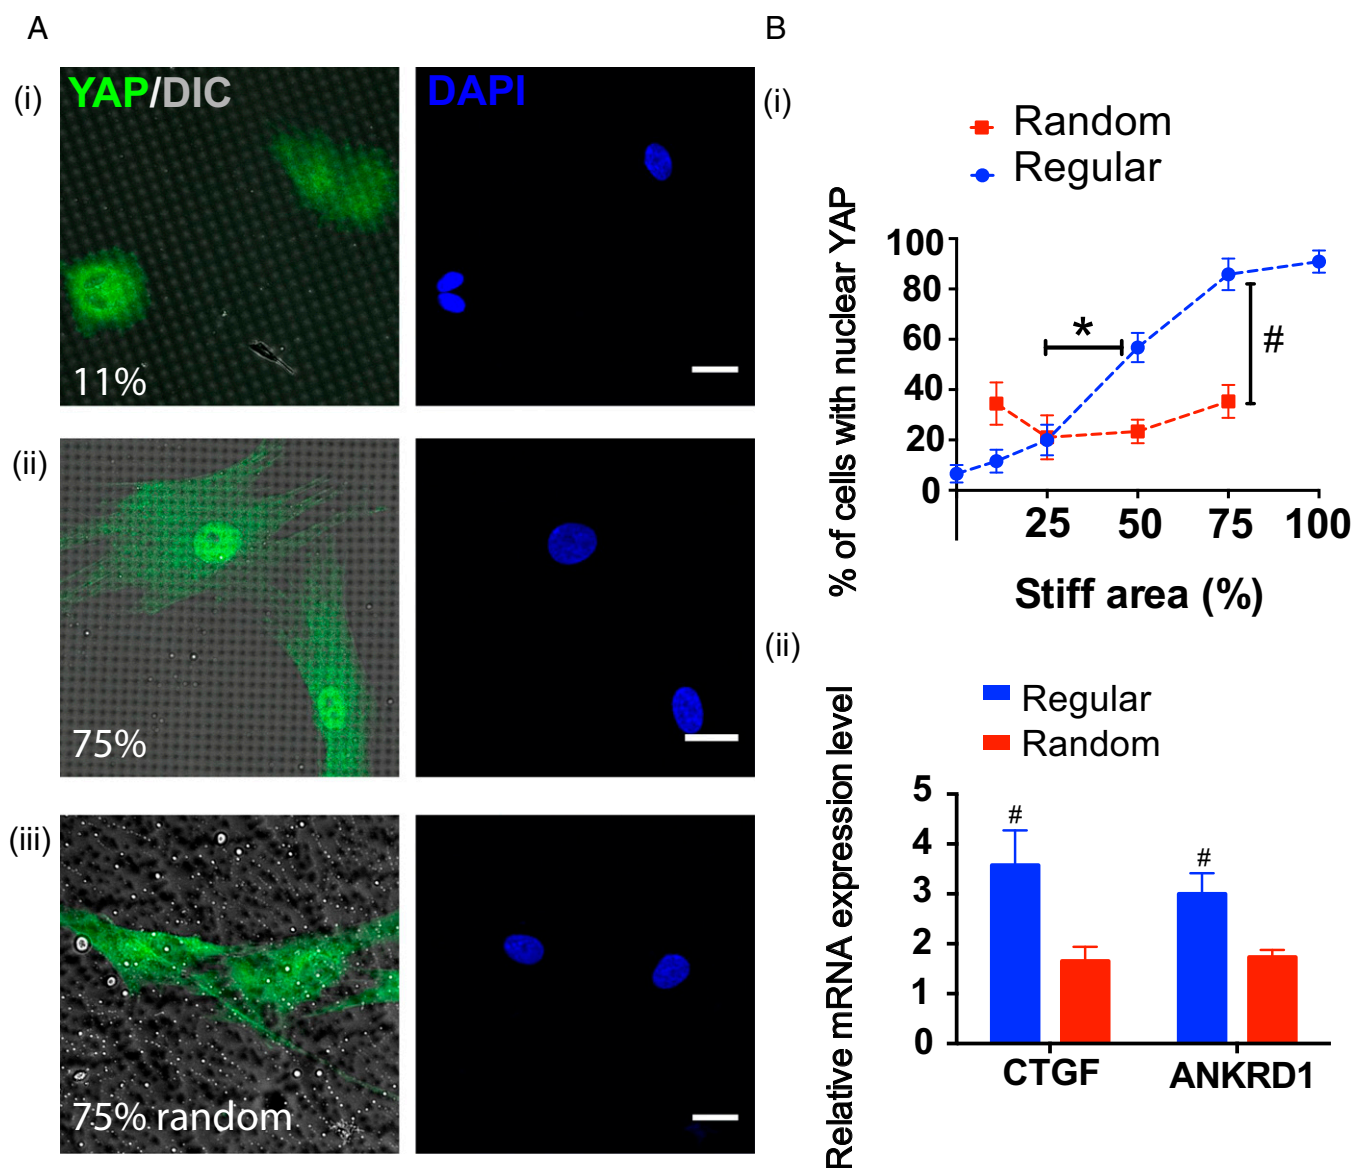 A
(i)
YAP/DIC
DAPI
11%
(ii)
75%
(iii)
75% random
B
(i)
Random
Regular
% of cells with nuclear YAP
100
80
60
40
20
0
*
#
25 50 75 100
Stiff area (%)
(ii)
Regular
Random
Relative mRNA expression level
5
4
3
2
1
0
#
#
CTGF ANKRD1